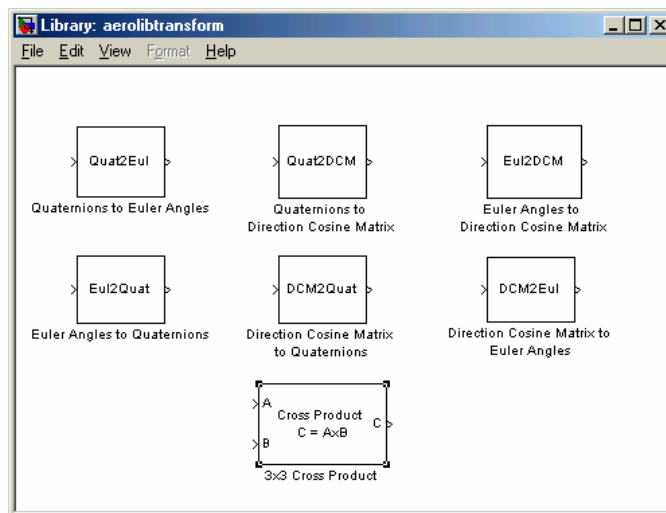 Library: aerolibtransform
File Edit View Format Help
Quat2Eul
Quaternions to Euler Angles
Quat2DCM
Quaternions to
Direction Cosine Matrix
Eul2DCM
Euler Angles to
Direction Cosine Matrix
Eul2Quat
Euler Angles to Quaternions
DCM2Quat
Direction Cosine Matrix
to Quaternions
DCM2Eul
Direction Cosine Matrix to
Euler Angles
A
Cross Product
C
C = AxB
B
3x3 Cross Product